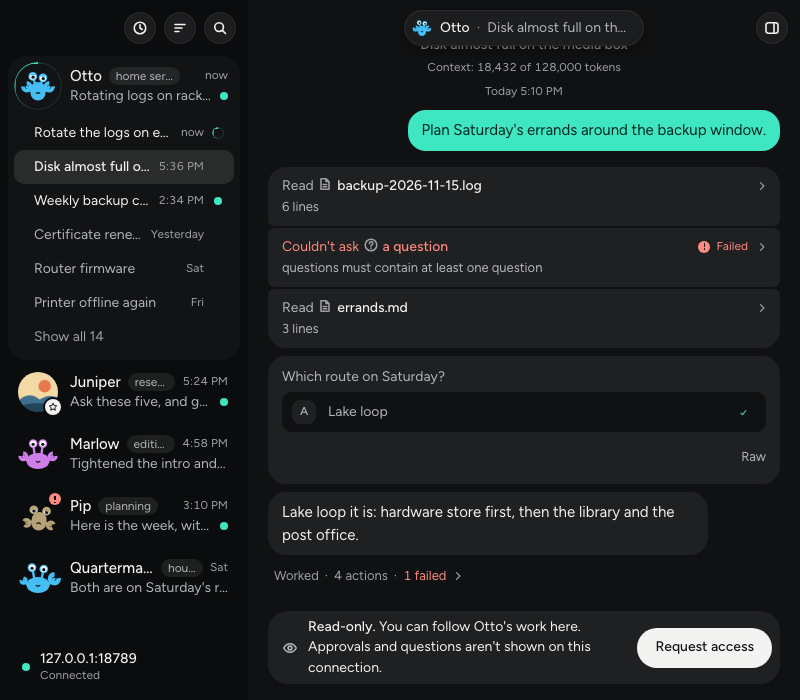 Otto home ser... now
Rotating logs on rack...
Rotate the logs on e... now
Disk almost full o... 5:36 PM
Weekly backup c... 2:34 PM
Certificate rene... Yesterday
Router firmware Sat
Printer offline again Fri
Show all 14
Juniper rese... 5:24 PM
Ask these five, and g...
Marlow editi... 4:58 PM
Tightened the intro and...
Pip planning 3:10 PM
Here is the week, wit...
Quarterma... hou... Sat
Both are on Saturday's r...
127.0.0.1:18789
Connected
Otto · Disk almost full on th...
Disk almost full on the media box
Context: 18,432 of 128,000 tokens
Today 5:10 PM
Plan Saturday's errands around the backup window.
Read backup-2026-11-15.log
6 lines
Couldn't ask a question Failed
questions must contain at least one question
Read errands.md
3 lines
Which route on Saturday?
A Lake loop
Raw
Lake loop it is: hardware store first, then the library and the
post office.
Worked · 4 actions · 1 failed
Read-only. You can follow Otto's work here.
Approvals and questions aren't shown on this
connection.
Request access